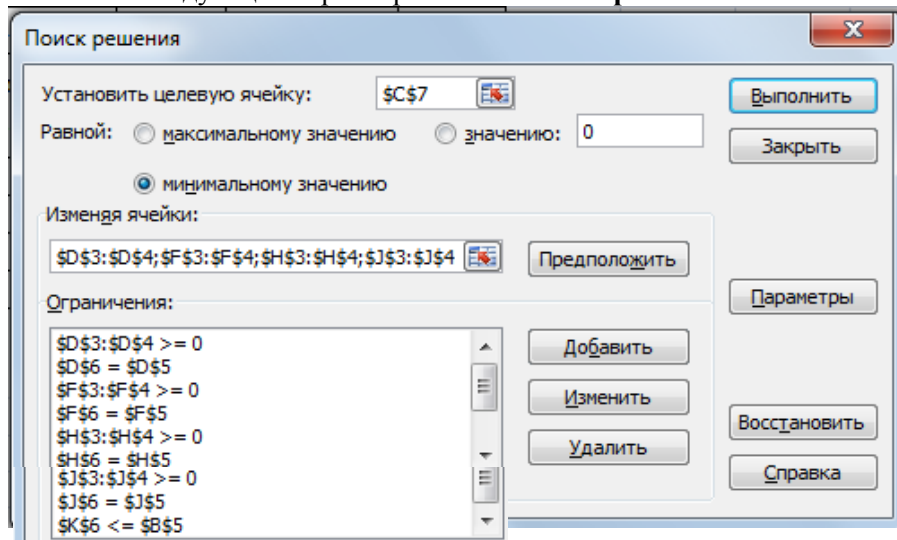 Поиск решения
Установить целевую ячейку: $C$7
Выполнить
Равной: максимальному значению значению: 0
Закрыть
минимальному значению
Изменяя ячейки:
$D$3:$D$4;$F$3:$F$4;$H$3:$H$4;$J$3:$J$4
Предположить
Ограничения:
Параметры
$D$3:$D$4 >= 0
Добавить
$D$6 = $D$5
$F$3:$F$4 >= 0
Изменить
$F$6 = $F$5
$H$3:$H$4 >= 0
Восстановить
$H$6 = $H$5
Удалить
$J$3:$J$4 >= 0
Справка
$J$6 = $J$5
$K$6 <= $B$5